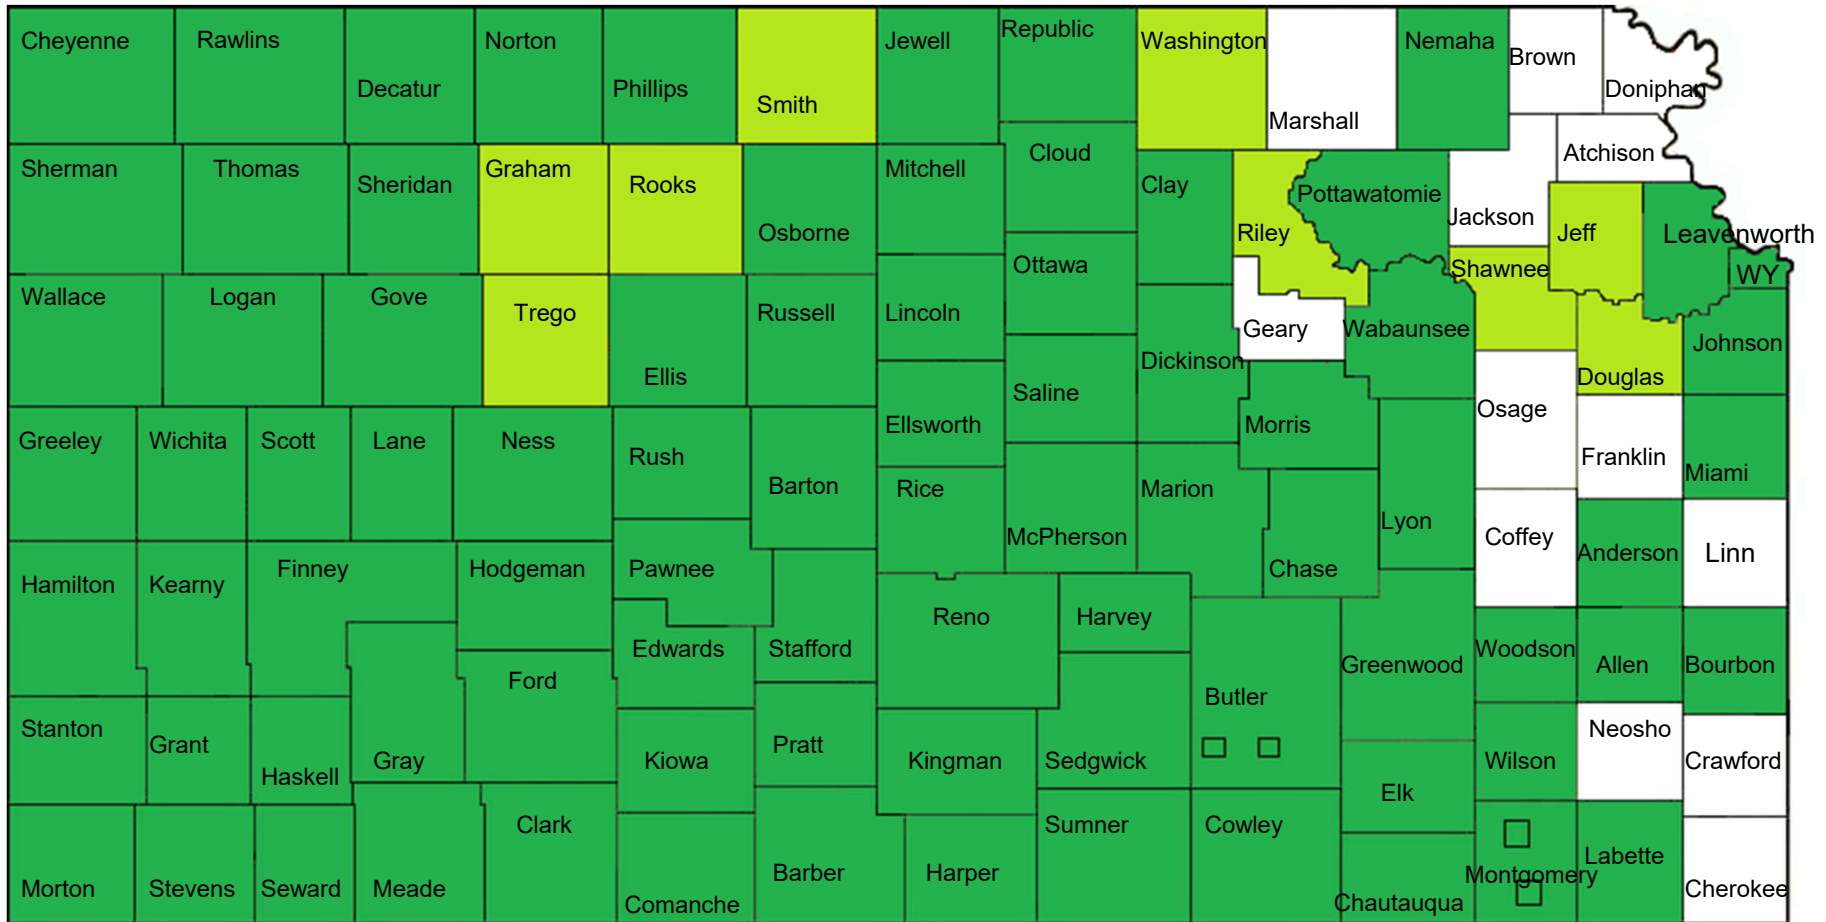 Cheyenne
Rawlins
Decatur
Norton
Phillips
Smith
Jewell
Republic
Washington
Marshall
Nemaha
Brown
Doniphan
Sherman
Thomas
Sheridan
Graham
Rooks
Osborne
Mitchell
Cloud
Clay
Riley
Pottawatomie
Jackson
Atchison
Jeff
Leavenworth
WY
Wallace
Logan
Gove
Trego
Ellis
Russell
Lincoln
Ottawa
Saline
Dickinson
Geary
Wabaunsee
Shawnee
Douglas
Johnson
Greeley
Wichita
Scott
Lane
Ness
Rush
Barton
Ellsworth
Rice
McPherson
Marion
Morris
Chase
Lyon
Osage
Franklin
Miami
Coffey
Anderson
Linn
Hamilton
Kearny
Finney
Hodgeman
Pawnee
Edwards
Stafford
Reno
Harvey
Butler
Greenwood
Woodson
Allen
Bourbon
Stanton
Grant
Haskell
Gray
Ford
Kiowa
Pratt
Kingman
Sedgwick
Elk
Wilson
Neosho
Crawford
Morton
Stevens
Seward
Meade
Clark
Comanche
Barber
Harper
Sumner
Cowley
Chautauqua
Montgomery
Labette
Cherokee